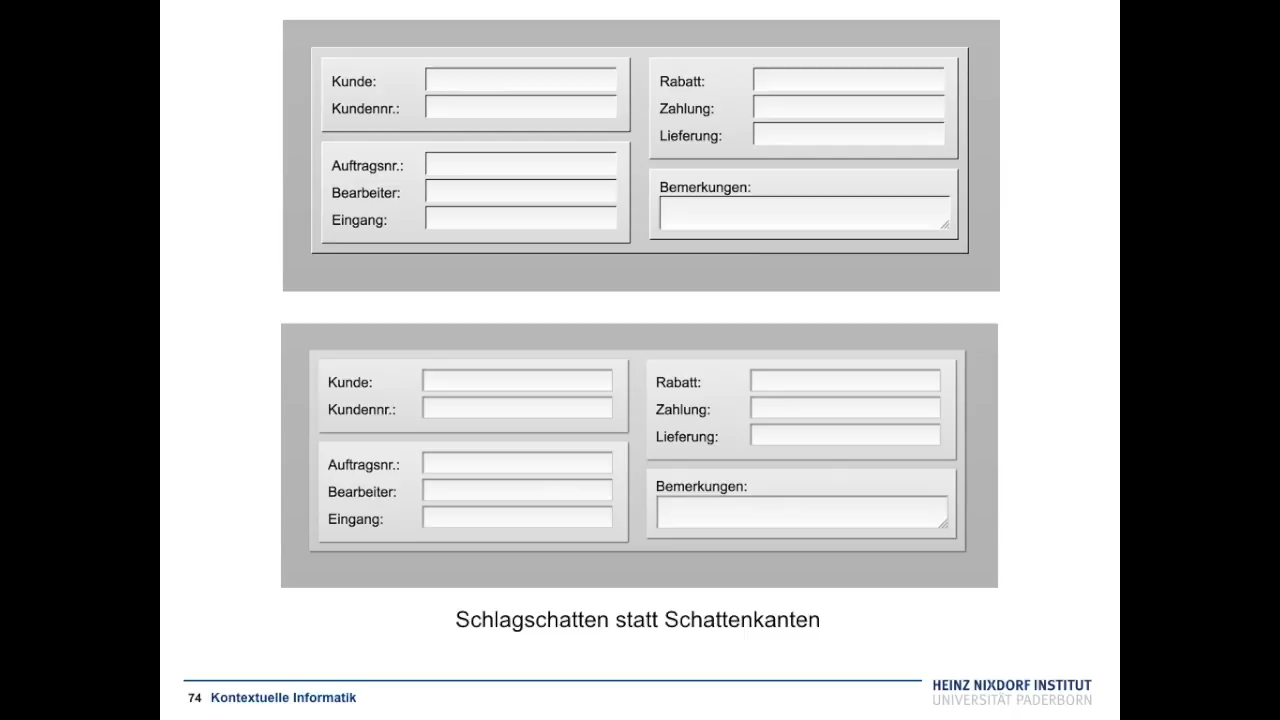 Kunde:
Kundennr.:
Auftragsnr.:
Bearbeiter:
Eingang:
Rabatt:
Zahlung:
Lieferung:
Bemerkungen:
Kunde:
Kundennr.:
Auftragsnr.:
Bearbeiter:
Eingang:
Rabatt:
Zahlung:
Lieferung:
Bemerkungen:
Schlagschatten statt Schattenkanten
74 Kontextuelle Informatik
HEINZ NIXDORF INSTITUT
UNIVERSITÄT PADERBORN